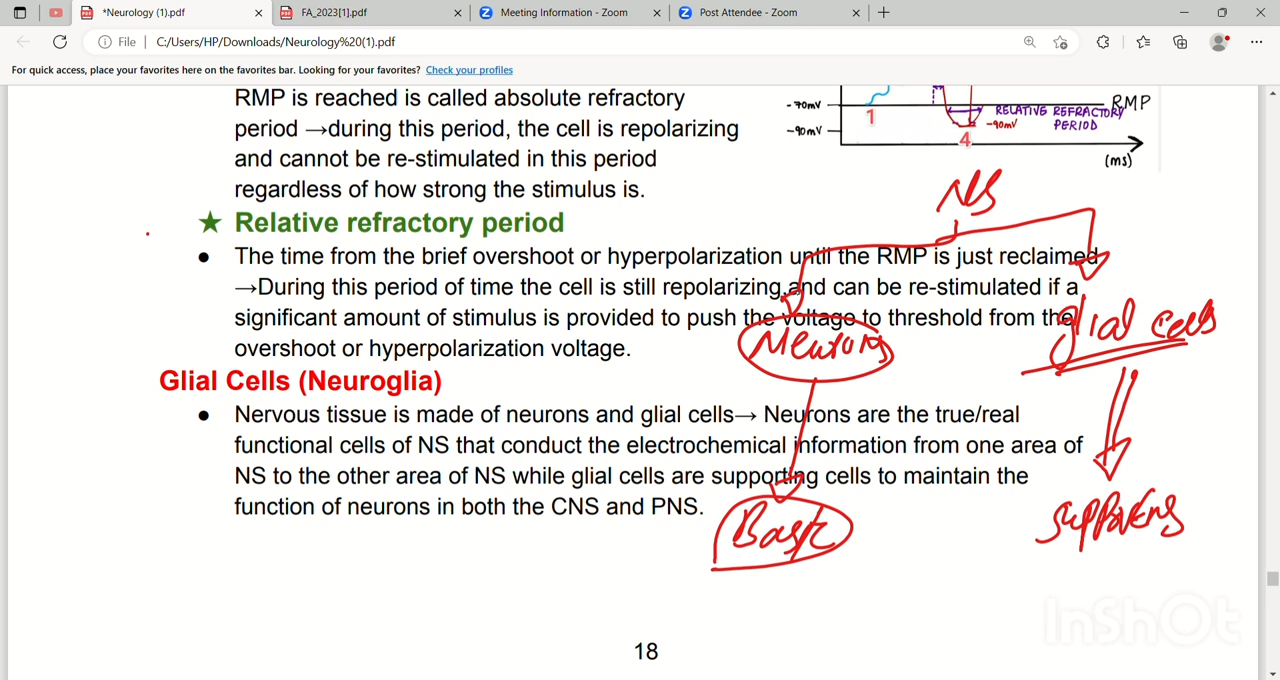 *Neurology (1).pdf
FA_2023[1].pdf
Meeting Information - Zoom
Post Attendee - Zoom
File
C:/Users/HP/Downloads/Neurology%20(1).pdf
For quick access, place your favorites here on the favorites bar. Looking for your favorites? Check your profiles
RMP is reached is called absolute refractory
period →during this period, the cell is repolarizing
and cannot be re-stimulated in this period
regardless of how strong the stimulus is.
-70mV
RMP
1
RELATIVE REFRACTORY
PERIOD
-90mV
-90mV
4
(ms)
NS
★ Relative refractory period
● The time from the brief overshoot or hyperpolarization until the RMP is just reclaimed
→During this period of time the cell is still repolarizing and can be re-stimulated if a
significant amount of stimulus is provided to push the voltage to threshold from the
overshoot or hyperpolarization voltage.
Neurons
glial cells
Glial Cells (Neuroglia)
● Nervous tissue is made of neurons and glial cells→ Neurons are the true/real
functional cells of NS that conduct the electrochemical information from one area of
NS to the other area of NS while glial cells are supporting cells to maintain the
function of neurons in both the CNS and PNS.
InShOt
18